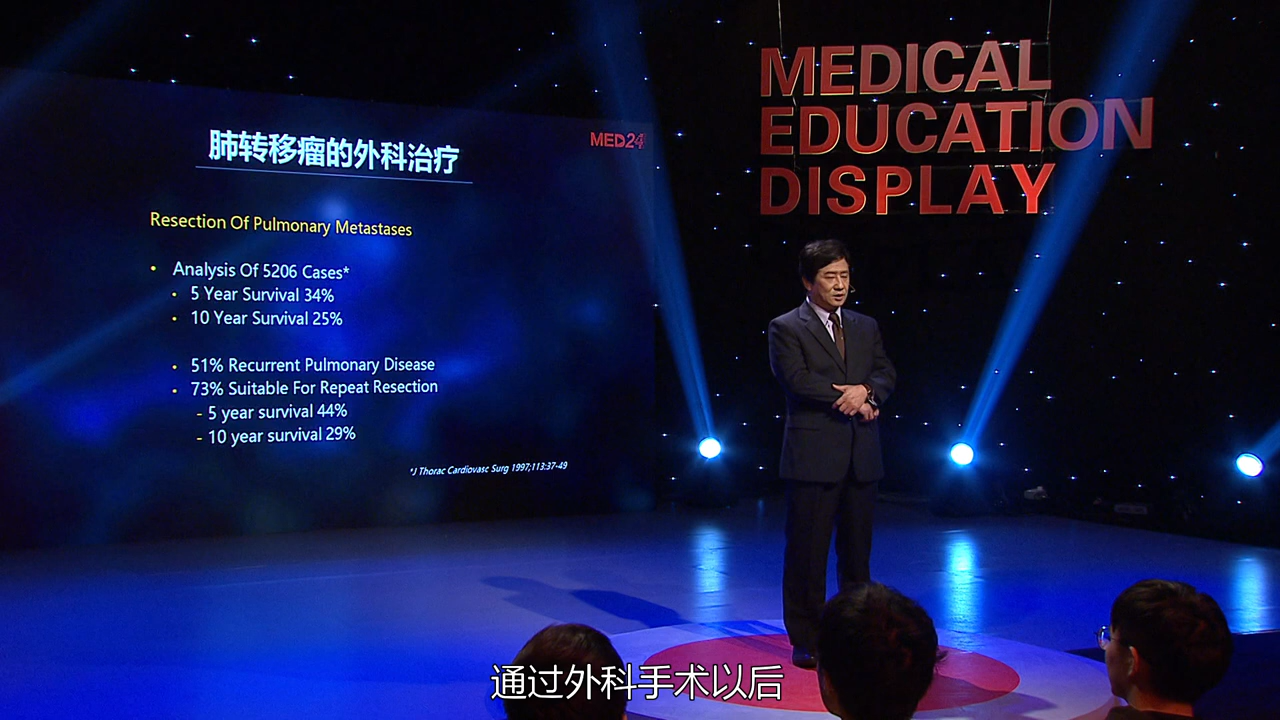 肺转移瘤的外科治疗
MED24
Resection Of Pulmonary Metastases
• Analysis Of 5206 Cases*
• 5 Year Survival 34%
• 10 Year Survival 25%
• 51% Recurrent Pulmonary Disease
• 73% Suitable For Repeat Resection
- 5 year survival 44%
- 10 year survival 29%
*J Thorac Cardiovasc Surg 1997;113:37-49
MEDICAL
EDUCATION
DISPLAY
通过外科手术以后